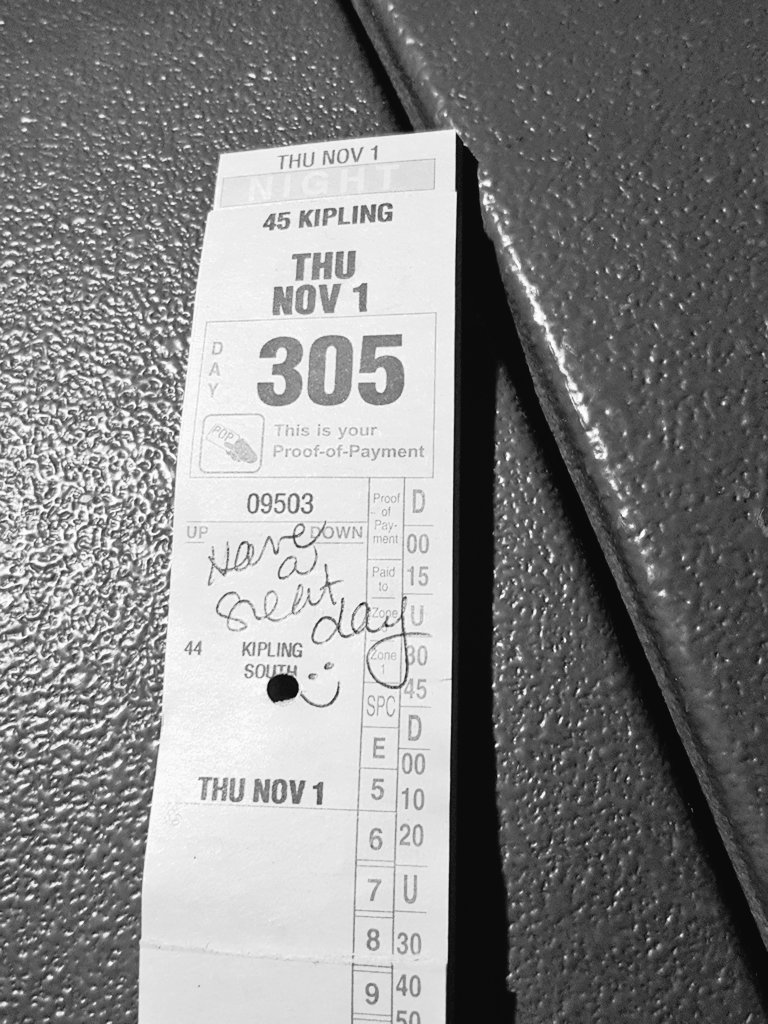 THU NOV 1
NIGHT
45 KIPLING
THU
NOV 1
DAY
305
POP
This is your
Proof-of-Payment
09503
UP DOWN
Have
a
great
day
44 KIPLING
SOUTH
THU NOV 1
Proof
of
Pay-
ment
Paid
to
Zone
Zone
1
SPC
E
5
6
7
8
9
D
00
15
U
30
45
D
00
10
20
U
30
40
50